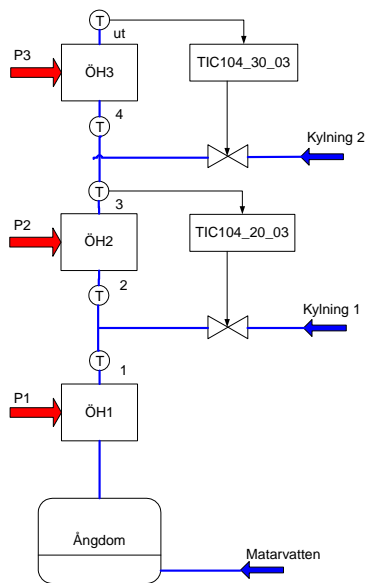 T
ut
P3
ÖH3
TIC104_30_03
T
4
Kylning 2
T
3
P2
ÖH2
TIC104_20_03
T
2
Kylning 1
T
1
P1
ÖH1
Ångdom
Matarvatten